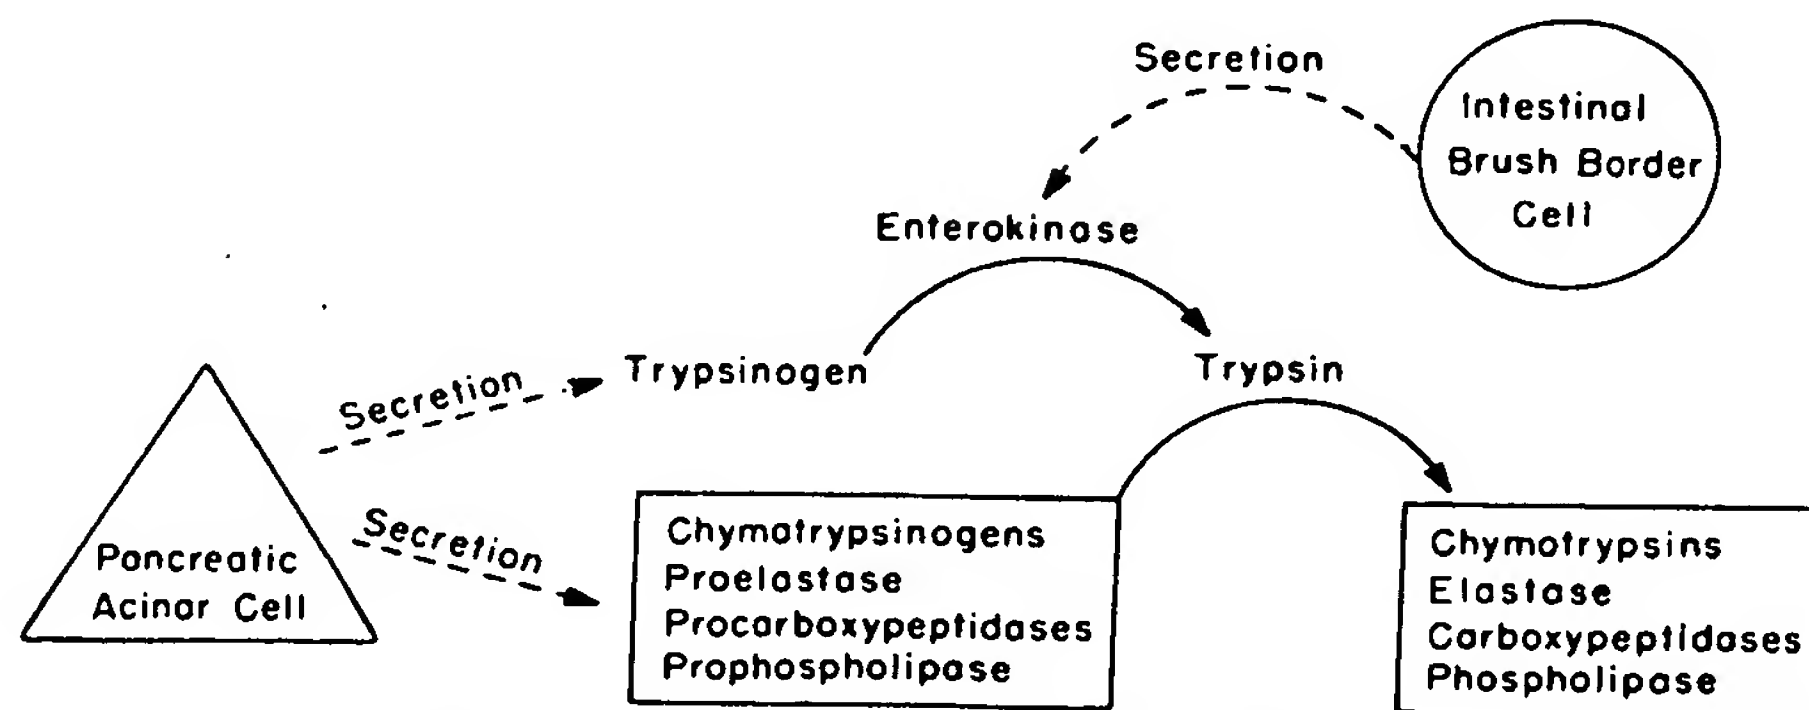 Secretion
Intestinal
Brush Border
Cell
Enterokinase
Secretion
Trypsinogen
Trypsin
Pancreatic
Acinar Cell
Secretion
Chymotrypsinogens
Proelastase
Procarboxypeptidases
Prophospholipase
Chymotrypsins
Elastase
Carboxypeptidases
Phospholipase